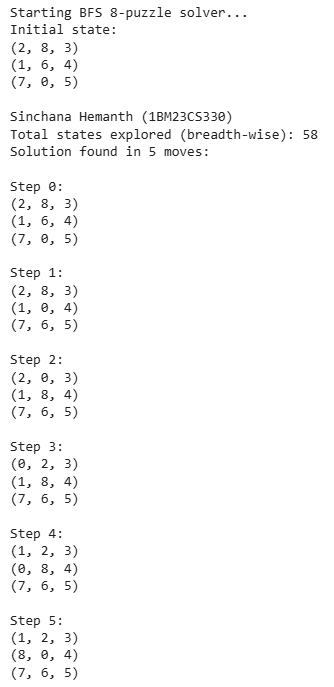 Starting BFS 8-puzzle solver...
Initial state:
(2, 8, 3)
(1, 6, 4)
(7, 0, 5)
Sinchana Hemanth (1BM23CS330)
Total states explored (breadth-wise): 58
Solution found in 5 moves:
Step 0:
(2, 8, 3)
(1, 6, 4)
(7, 0, 5)
Step 1:
(2, 8, 3)
(1, 0, 4)
(7, 6, 5)
Step 2:
(2, 0, 3)
(1, 8, 4)
(7, 6, 5)
Step 3:
(0, 2, 3)
(1, 8, 4)
(7, 6, 5)
Step 4:
(1, 2, 3)
(0, 8, 4)
(7, 6, 5)
Step 5:
(1, 2, 3)
(8, 0, 4)
(7, 6, 5)